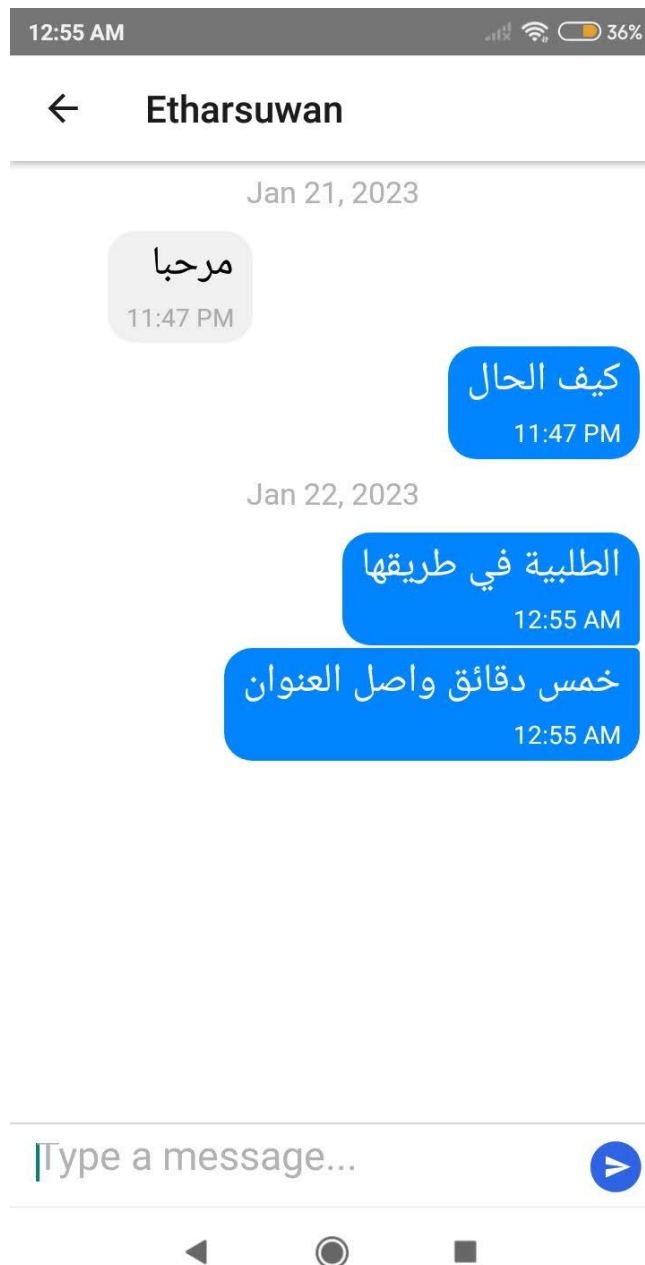 12:55 AM
36%
Etharsuwan
Jan 21, 2023
مرحبا
11:47 PM
كيف الحال
11:47 PM
Jan 22, 2023
الطلبية في طريقها
12:55 AM
خمس دقائق واصل العنوان
12:55 AM
Type a message...